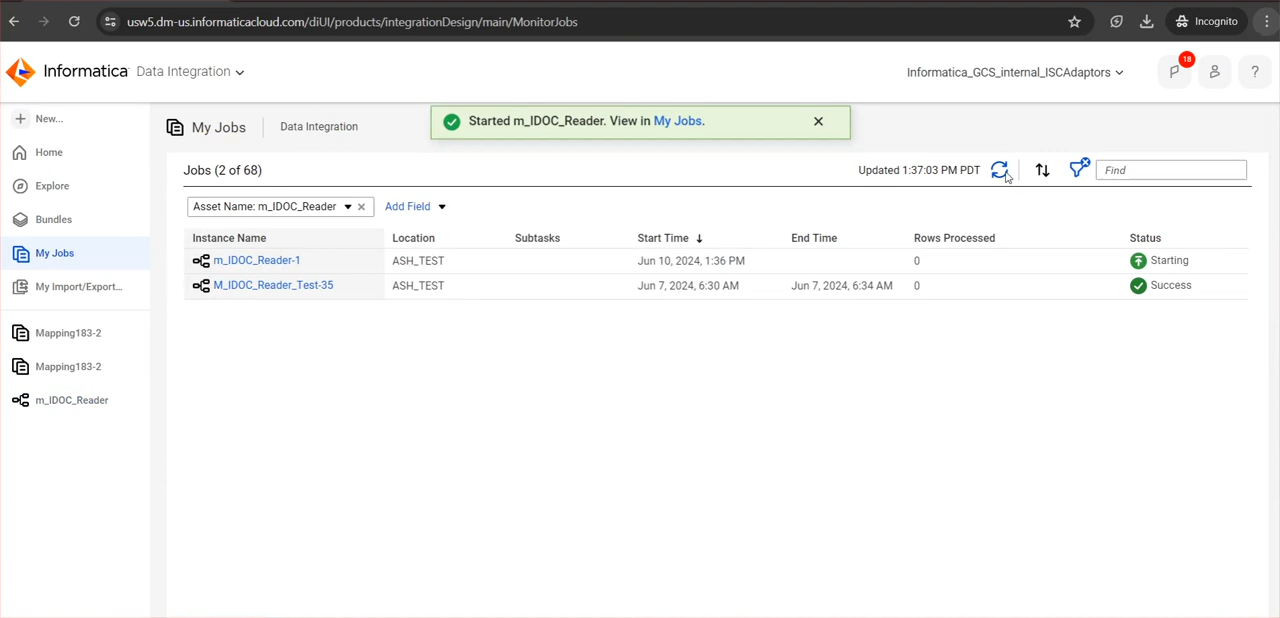 usw5.dm-us.informaticacloud.com/diUI/products/integrationDesign/main/MonitorJobs
Incognito
Informatica Data Integration
Informatica_GCS_internal_ISCAdaptors
18
?
New...
Home
Explore
Bundles
My Jobs
My Import/Export...
Mapping183-2
Mapping183-2
m_IDOC_Reader
My Jobs
Data Integration
Started m_IDOC_Reader. View in My Jobs.
Jobs (2 of 68)
Updated 1:37:03 PM PDT
Find
Asset Name: m_IDOC_Reader
Add Field
Instance Name Location Subtasks Start Time End Time Rows Processed Status
m_IDOC_Reader-1 ASH_TEST Jun 10, 2024, 1:36 PM 0 Starting
M_IDOC_Reader_Test-35 ASH_TEST Jun 7, 2024, 6:30 AM Jun 7, 2024, 6:34 AM 0 Success